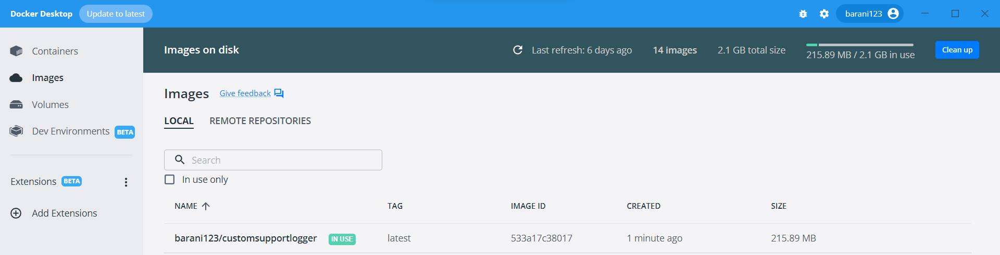 Docker Desktop Update to latest barani123
Containers
Images
Volumes
Dev Environments BETA
Extensions BETA
Add Extensions
Images on disk Last refresh: 6 days ago 14 images 2.1 GB total size 215.89 MB / 2.1 GB in use Clean up
Images Give feedback
LOCAL REMOTE REPOSITORIES
Search
In use only
NAME TAG IMAGE ID CREATED SIZE
barani123/customsupportlogger IN USE latest 533a17c38017 1 minute ago 215.89 MB